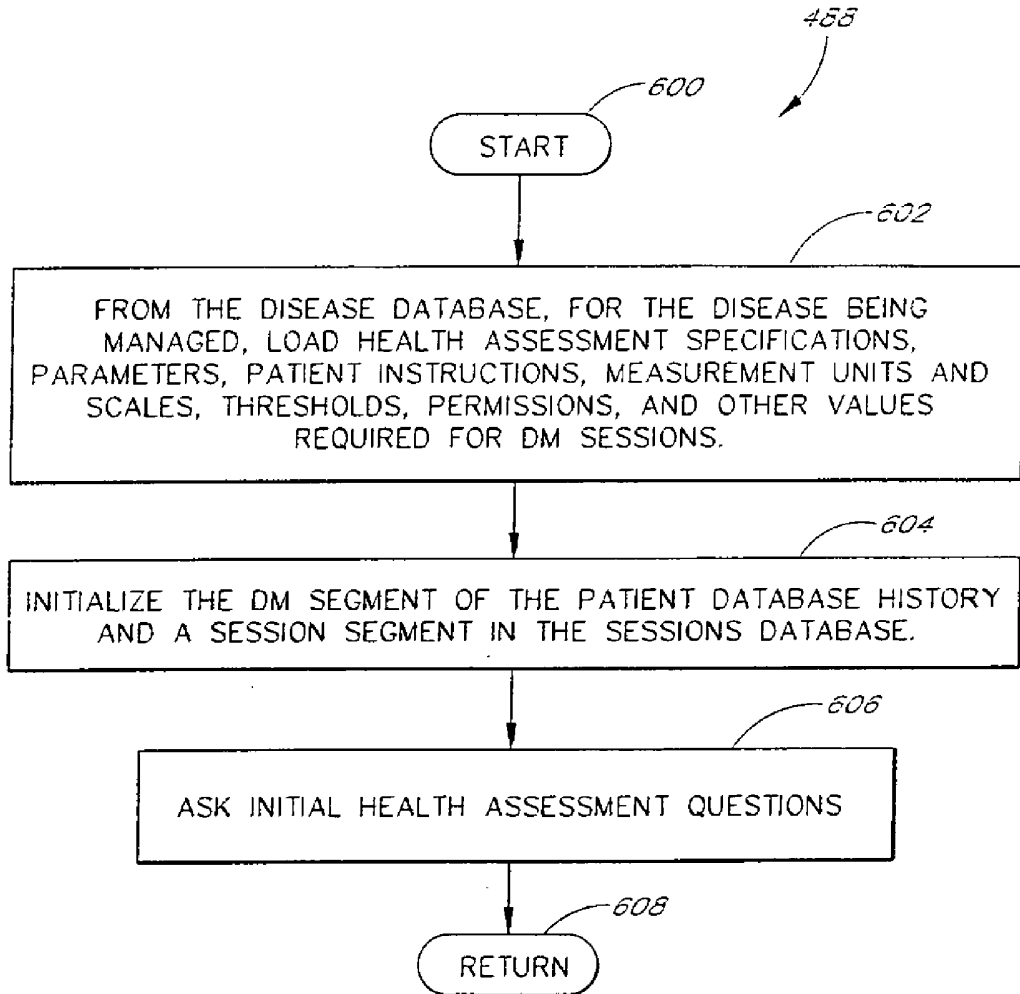 488
600
START
602
FROM THE DISEASE DATABASE, FOR THE DISEASE BEING
MANAGED, LOAD HEALTH ASSESSMENT SPECIFICATIONS,
PARAMETERS, PATIENT INSTRUCTIONS, MEASUREMENT UNITS AND
SCALES, THRESHOLDS, PERMISSIONS, AND OTHER VALUES
REQUIRED FOR DM SESSIONS.
604
INITIALIZE THE DM SEGMENT OF THE PATIENT DATABASE HISTORY
AND A SESSION SEGMENT IN THE SESSIONS DATABASE.
606
ASK INITIAL HEALTH ASSESSMENT QUESTIONS
608
RETURN